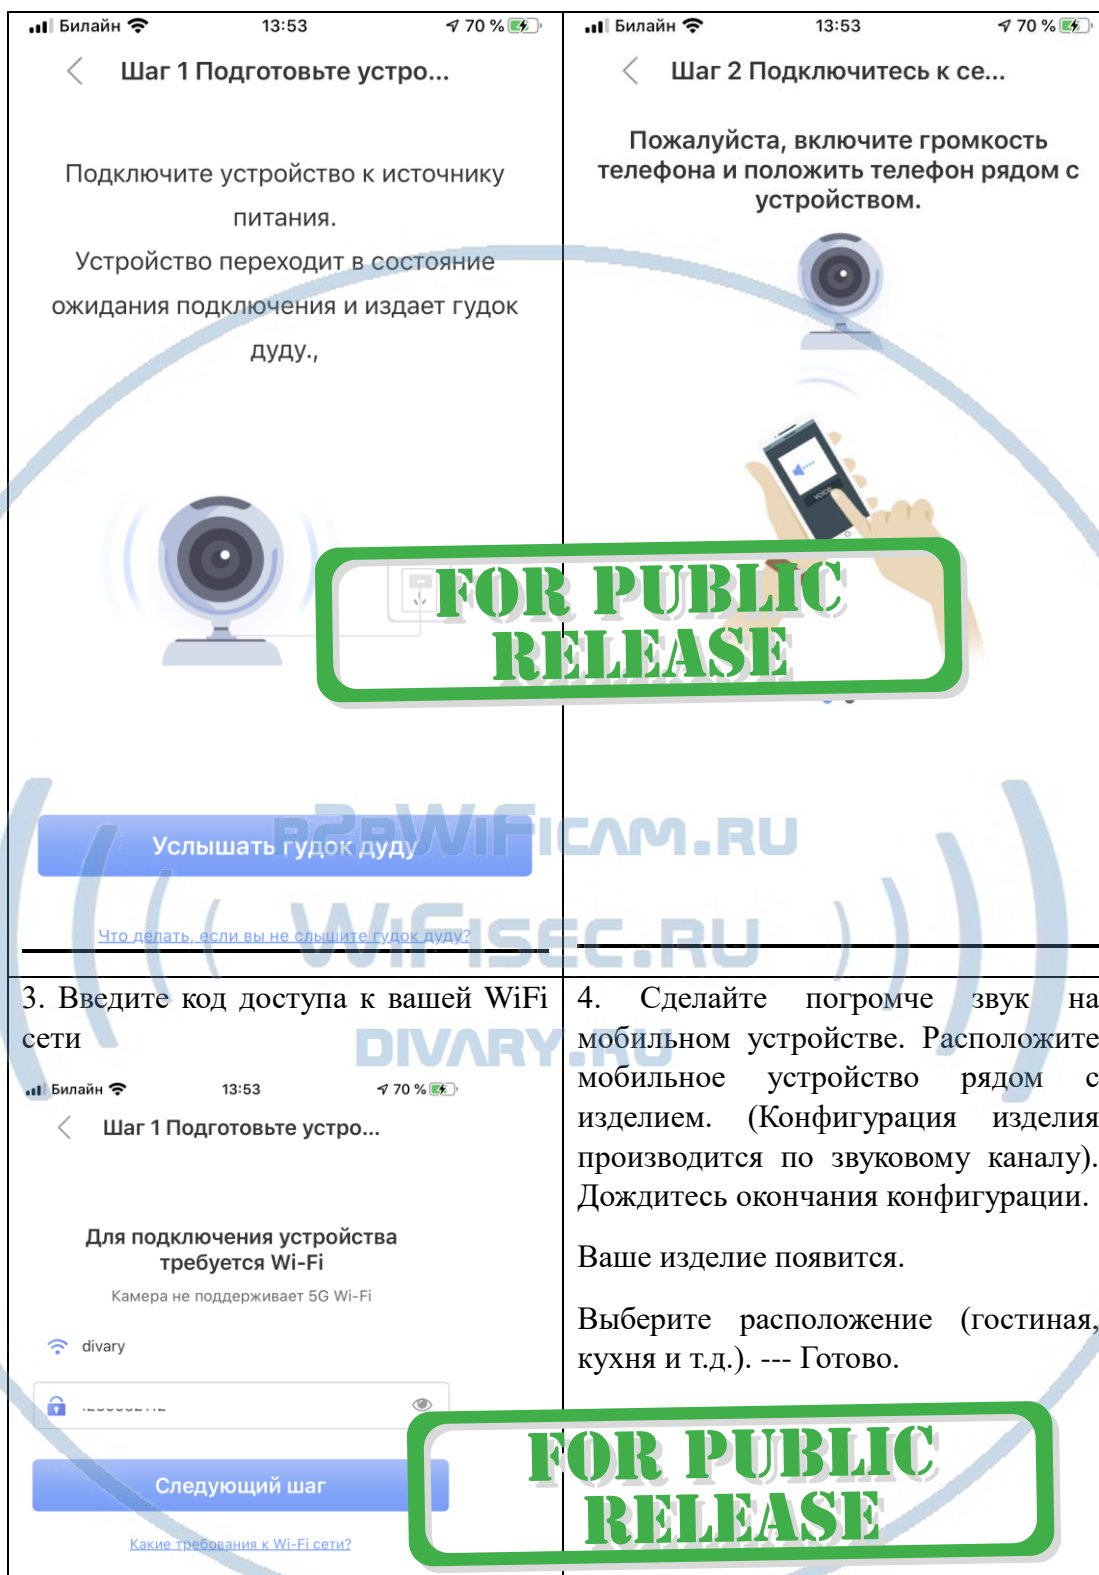 Билайн 13:53 70 %
Шаг 1 Подготовьте устро...
Подключите устройство к источнику
питания.
Устройство переходит в состояние
ожидания подключения и издает гудок
дуду.,
Услышать гудок дуду
Что делать, если вы не слышите гудок дуду?
Билайн 13:53 70 %
Шаг 2 Подключитесь к се...
Пожалуйста, включите громкость
телефона и положить телефон рядом с
устройством.
VOICE
FOR PUBLIC
RELEASE
B2BWIFICAM.RU
WIFISEC.RU
DIVARY.RU
3. Введите код доступа к вашей WiFi
сети
Билайн 13:53 70 %
Шаг 1 Подготовьте устро...
Для подключения устройства
требуется Wi-Fi
Камера не поддерживает 5G Wi-Fi
divary
Следующий шаг
Какие требования к Wi-Fi сети?
4. Сделайте погромче звук на
мобильном устройстве. Расположите
мобильное устройство рядом с
изделием. (Конфигурация изделия
производится по звуковому каналу).
Дождитесь окончания конфигурации.
Ваше изделие появится.
Выберите расположение (гостиная,
кухня и т.д.). --- Готово.
FOR PUBLIC
RELEASE